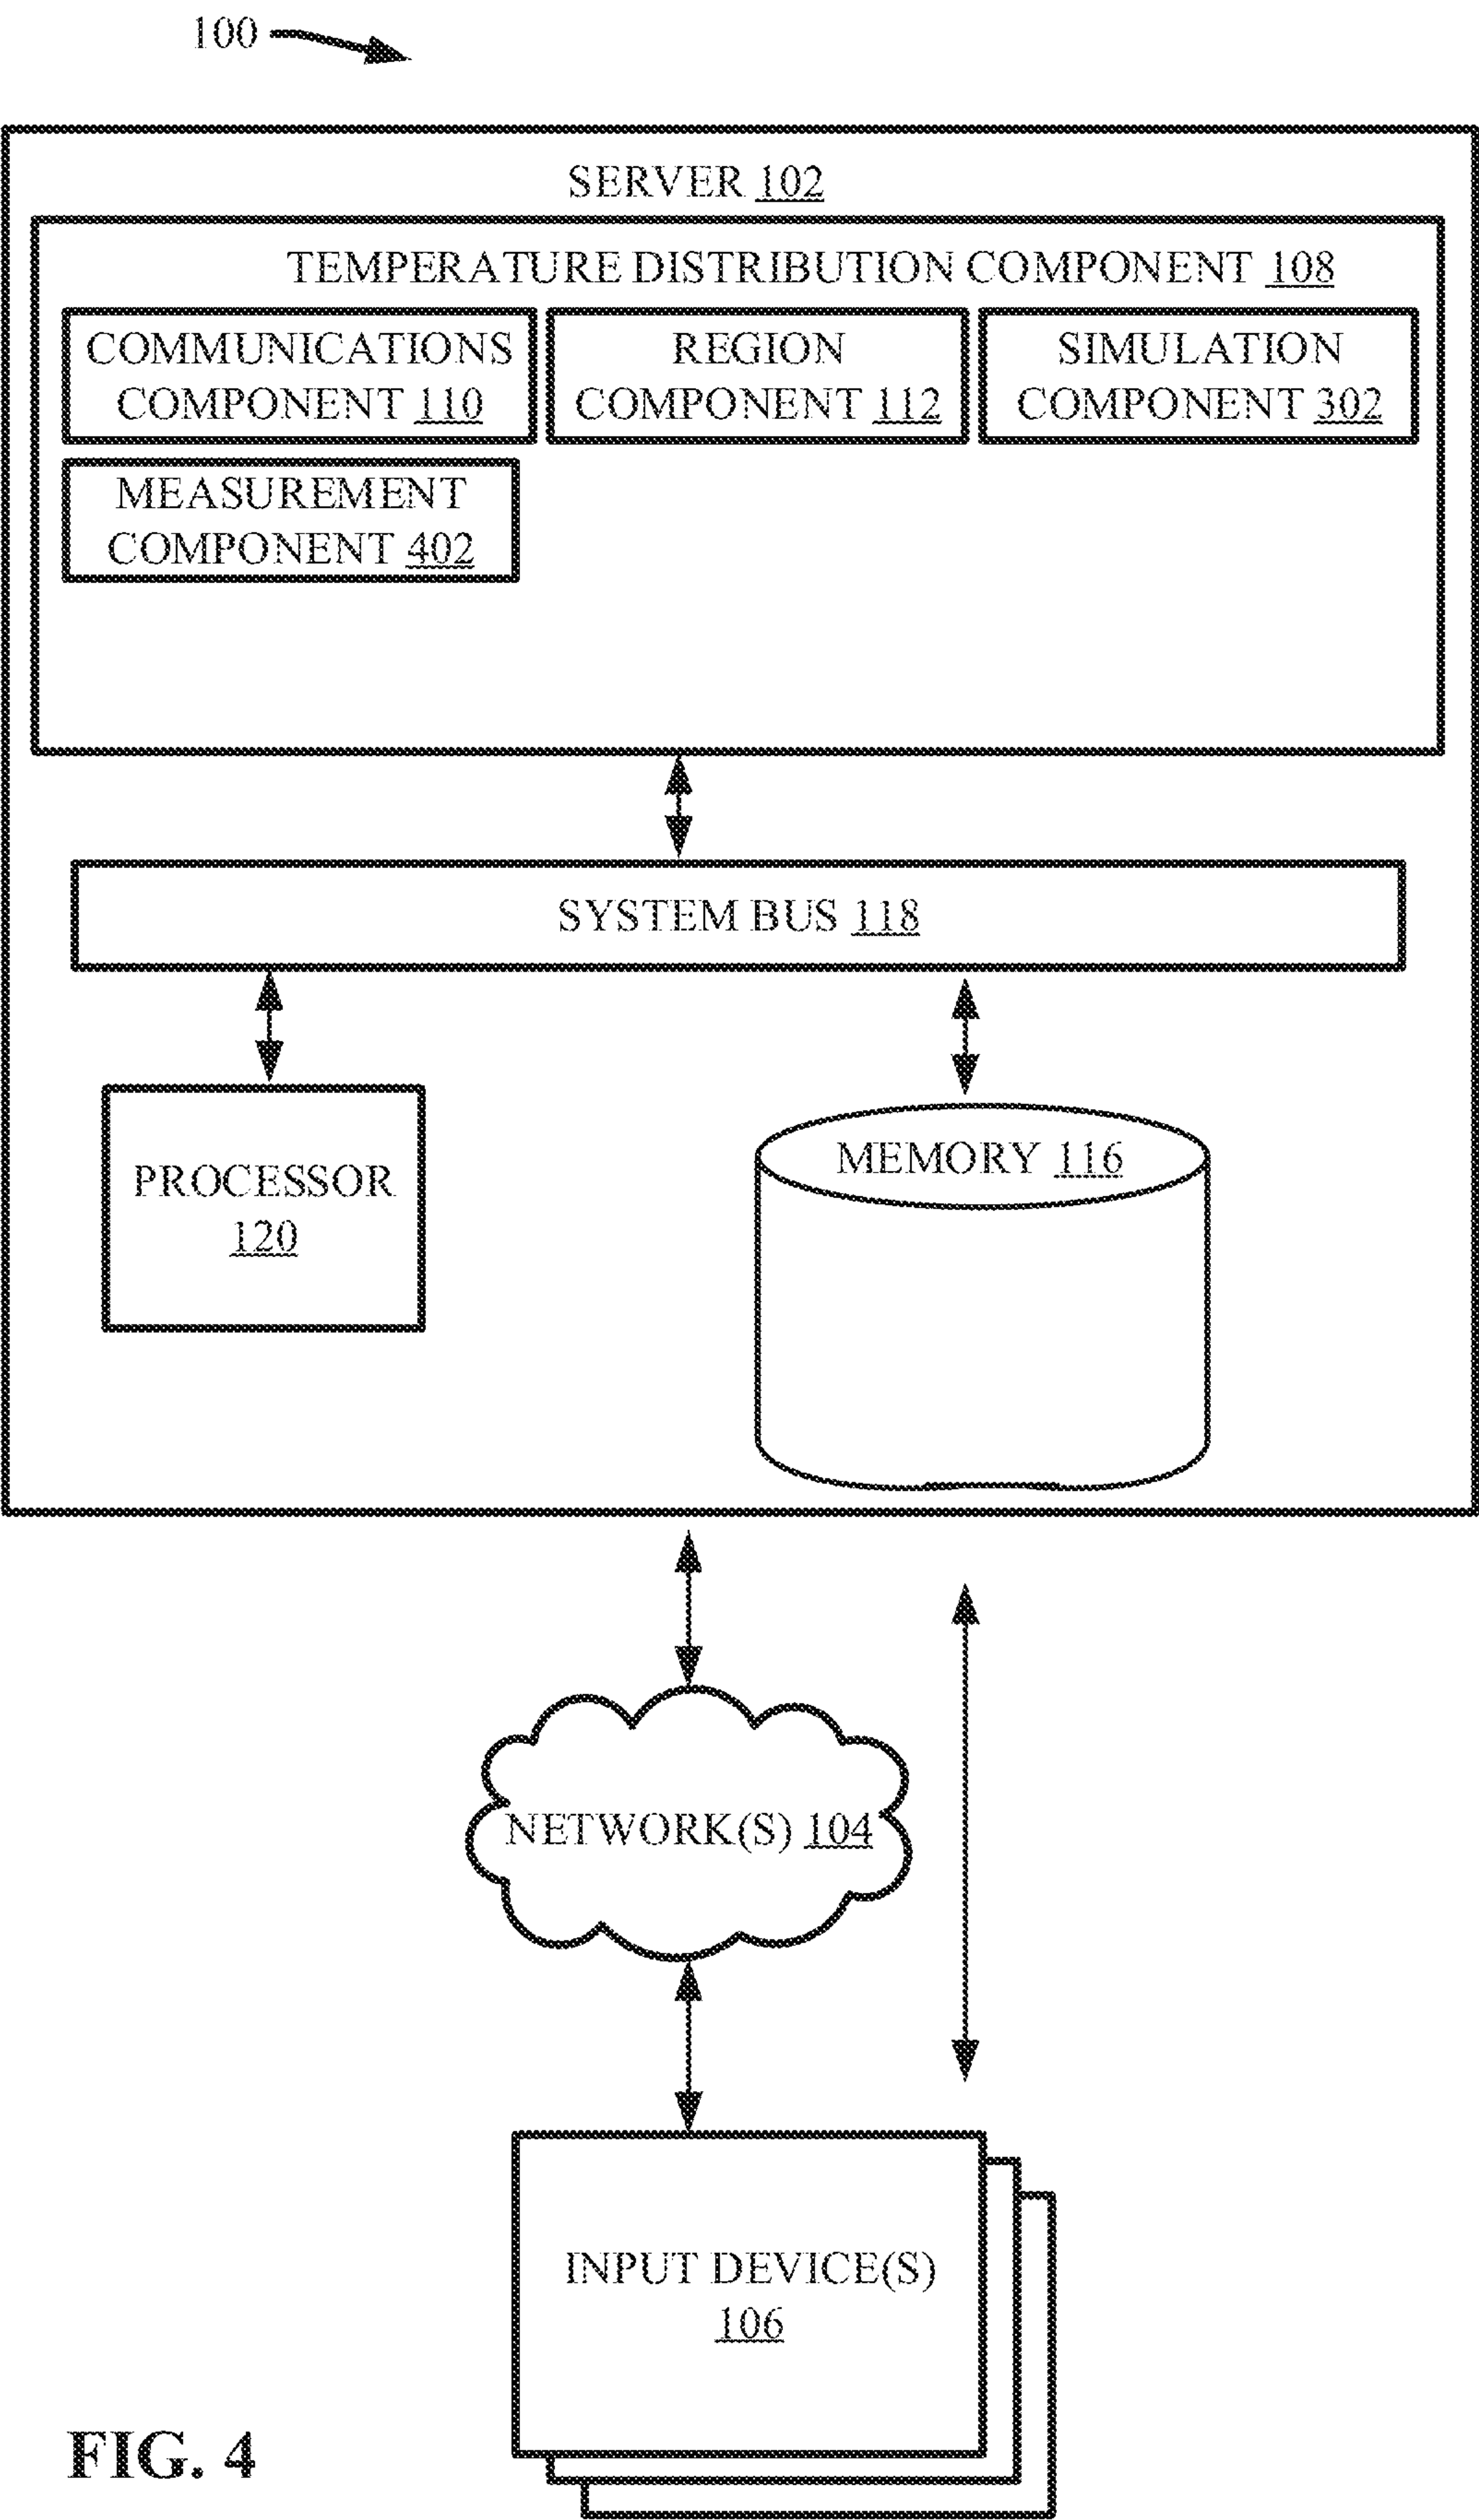 100
SERVER 102
TEMPERATURE DISTRIBUTION COMPONENT 108
COMMUNICATIONS
COMPONENT 110
REGION
COMPONENT 112
SIMULATION
COMPONENT 302
MEASUREMENT
COMPONENT 402
SYSTEM BUS 118
PROCESSOR
120
MEMORY 116
NETWORK(S) 104
INPUT DEVICE(S)
106
FIG. 4